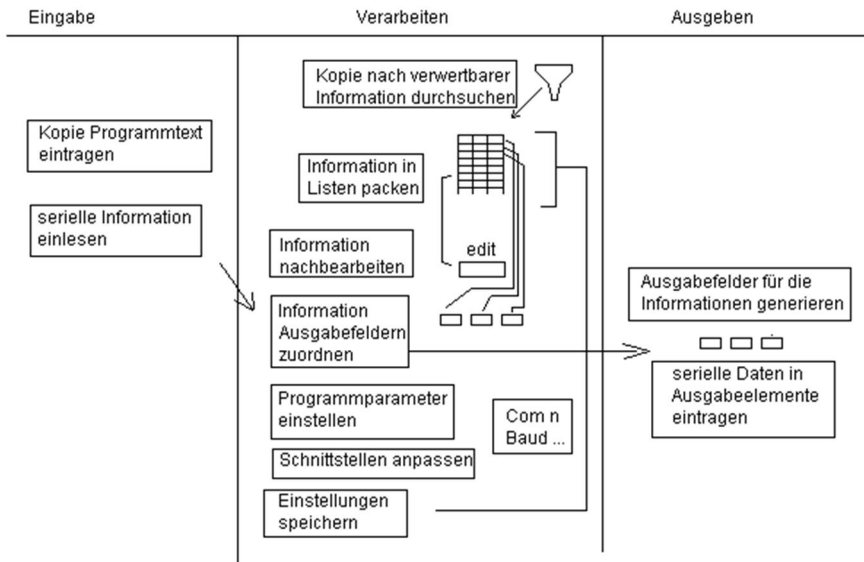 Eingabe
Verarbeiten
Ausgeben
Kopie Programmtext
eintragen
serielle Information
einlesen
Kopie nach verwertbarer
Information durchsuchen
Information in
Listen packen
edit
Information
nachbearbeiten
Information
Ausgabefeldern
zuordnen
Programmparameter
einstellen
Com n
Baud ...
Schnittstellen anpassen
Einstellungen
speichern
Ausgabefelder für die
Informationen generieren
serielle Daten in
Ausgabeelemente
eintragen